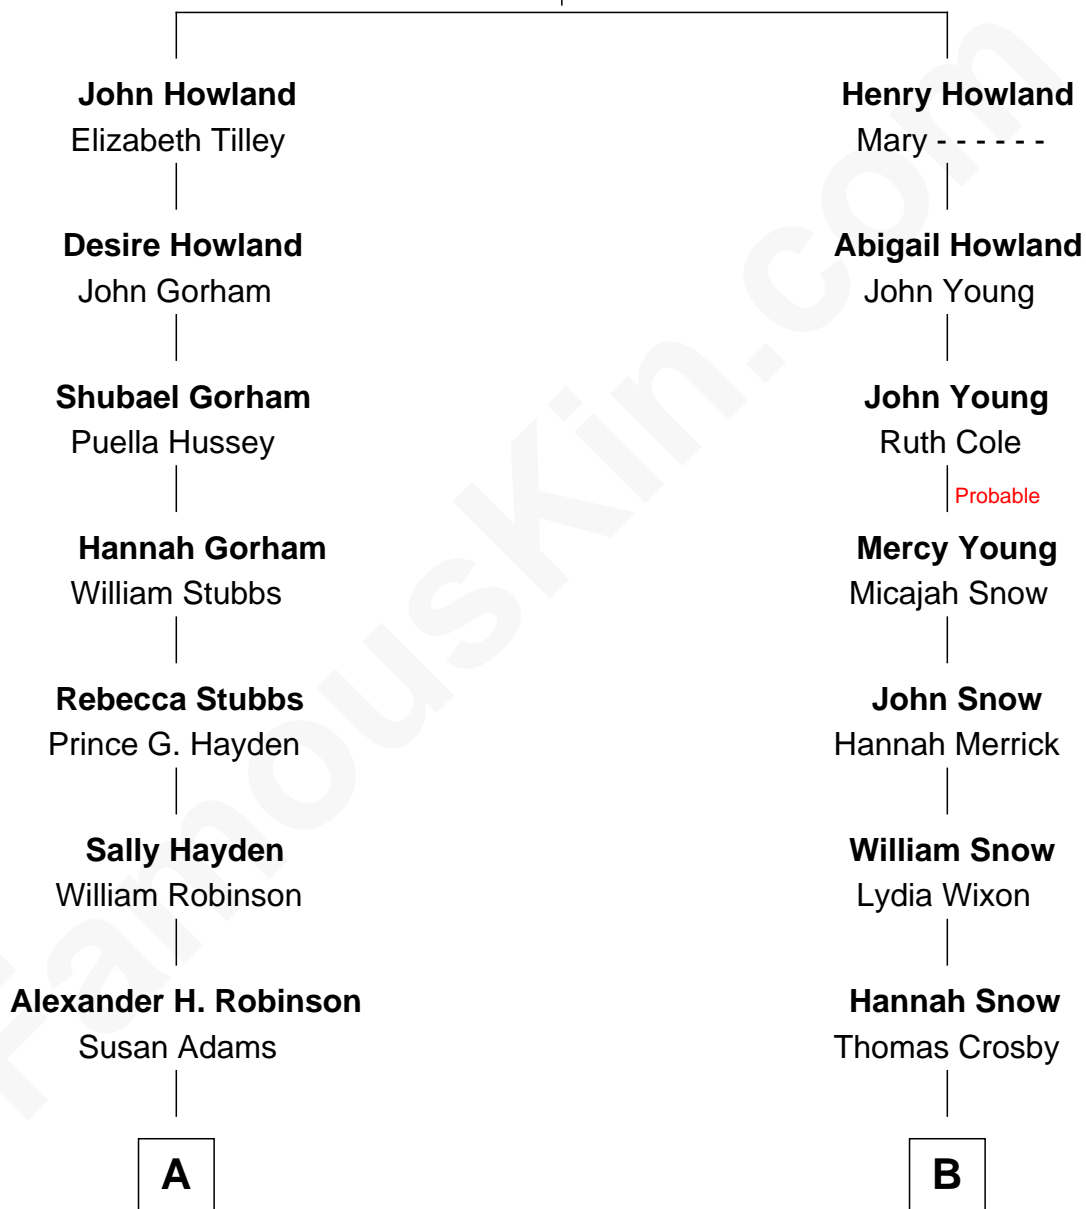 John Howland
Elizabeth Tilley
Desire Howland
John Gorham
Shubael Gorham
Puella Hussey
Hannah Gorham
William Stubbs
Rebecca Stubbs
Prince G. Hayden
Sally Hayden
William Robinson
Alexander H. Robinson
Susan Adams
A
Henry Howland
Mary - - - - - -
Abigail Howland
John Young
John Young
Ruth Cole
Probable
Mercy Young
Micajah Snow
John Snow
Hannah Merrick
William Snow
Lydia Wixon
Hannah Snow
Thomas Crosby
B
FamousKin.com